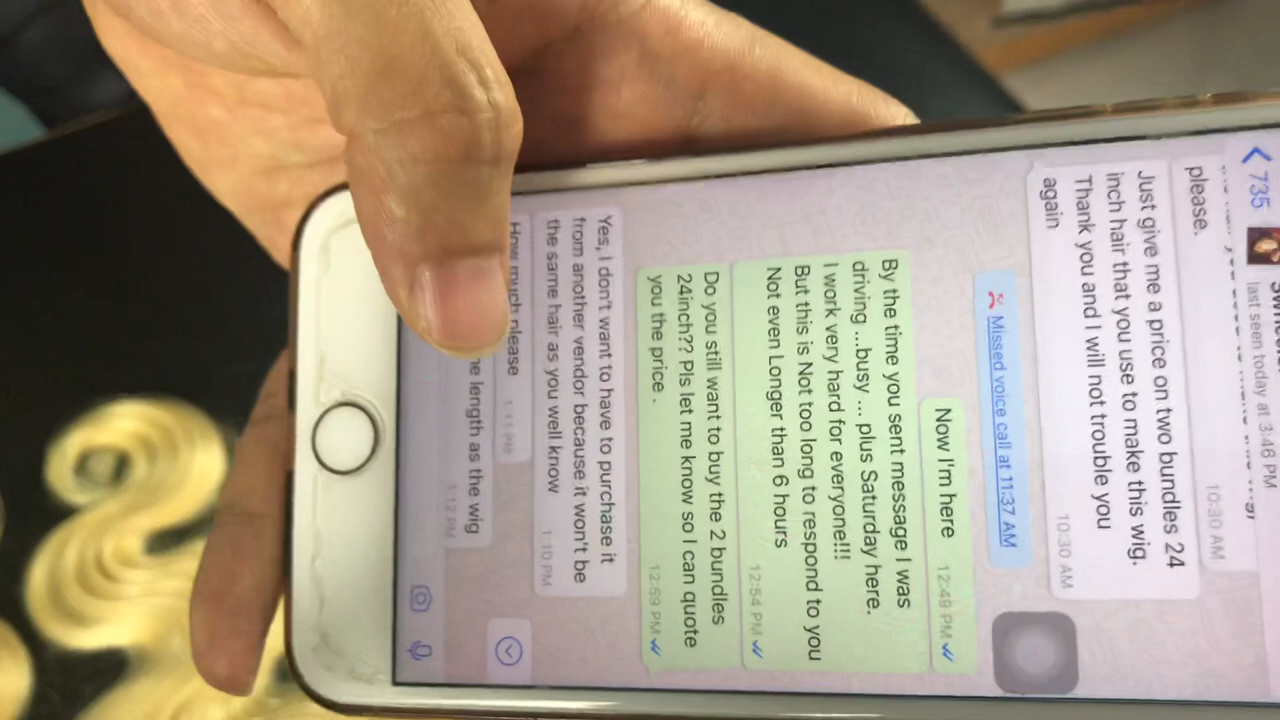 735
last seen today at 3:46 PM
please.
10:30 AM
Just give me a price on two bundles 24
inch hair that you use to make this wig.
Thank you and I will not trouble you
again
10:30 AM
Missed voice call at 11:37 AM
Now I'm here
12:49 PM
By the time you sent message I was
driving ...busy ... plus Saturday here.
I work very hard for everyone!!!
But this is Not too long to respond to you
Not even Longer than 6 hours
12:54 PM
Do you still want to buy the 2 bundles
24inch?? Pls let me know so I can quote
you the price .
12:59 PM
Yes, I don't want to have to purchase it
from another vendor because it won't be
the same hair as you well know
1:10 PM
How much please
1:11 PM
length as the wig
1:12 PM